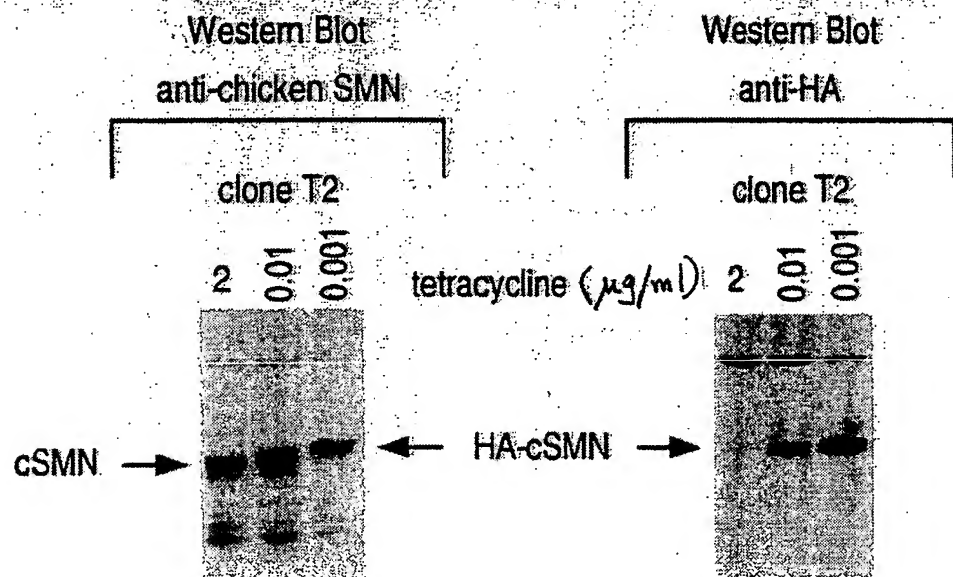 Western Blot
anti-chicken SMN
clone T2
2 0.01 0.001
cSMN
Western Blot
anti-HA
clone T2
tetracycline (µg/ml)
2 0.01 0.001
HA-cSMN